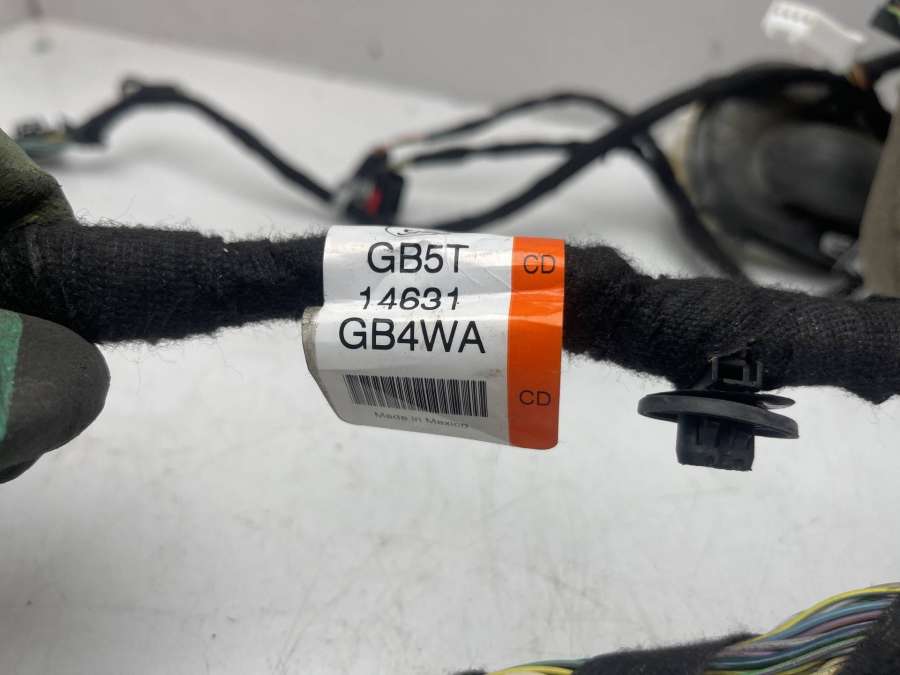 GB5T
CD
14631
GB4WA
CD
Made in Mexico